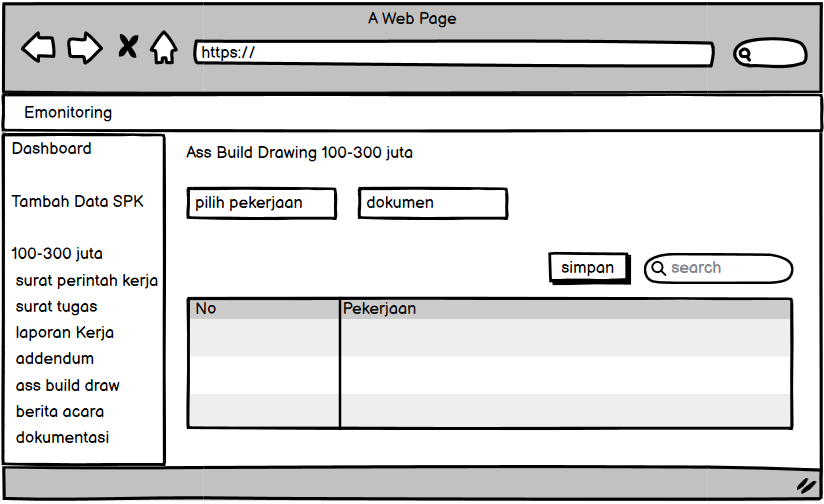 A Web Page
https://
Emonitoring
Dashboard
Tambah Data SPK
100-300 juta
surat perintah kerja
surat tugas
laporan Kerja
addendum
ass build draw
berita acara
dokumentasi
Ass Build Drawing 100-300 juta
pilih pekerjaan
dokumen
simpan
search
No
Pekerjaan